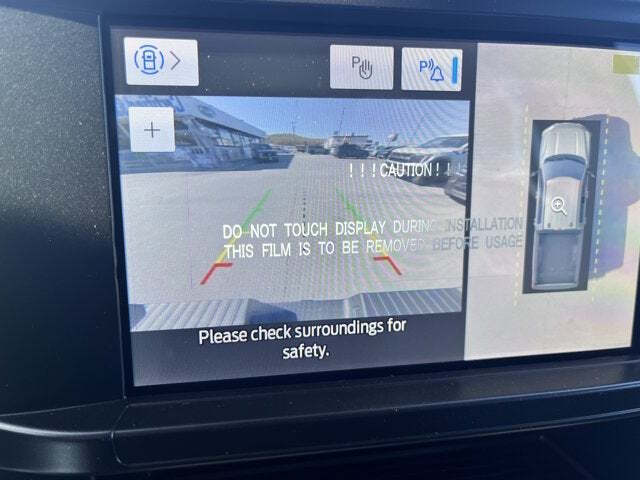 P
P
! ! ! CAUTION ! ! !
DO NOT TOUCH DISPLAY DURING INSTALLATION
THIS FILM IS TO BE REMOVED BEFORE USAGE
Please check surroundings for
safety.